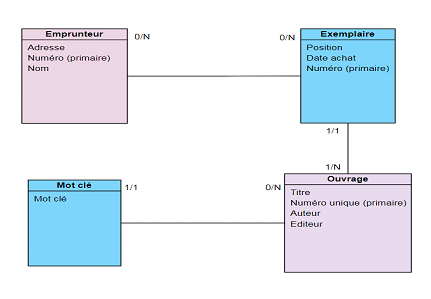 Emprunteur
Adresse
Numéro (primaire)
Nom
0/N
0/N
Exemplaire
Position
Date achat
Numéro (primaire)
1/1
1/N
Mot clé
Mot clé
1/1
0/N
Ouvrage
Titre
Numéro unique (primaire)
Auteur
Editeur